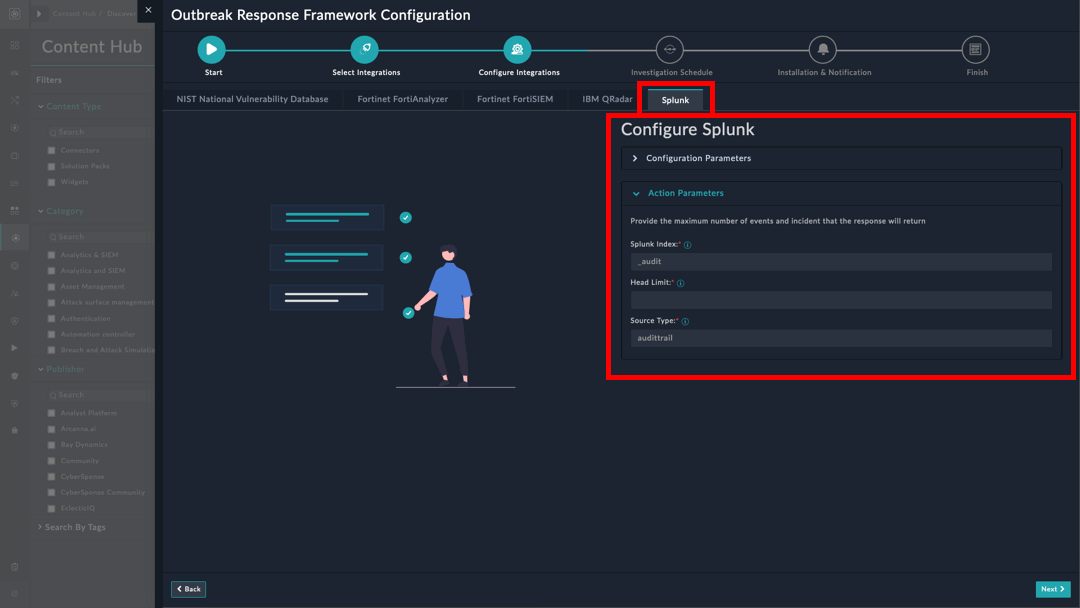 Content Hub / Discover
Outbreak Response Framework Configuration
Content Hub
Start
Select Integrations
Configure Integrations
Investigation Schedule
Installation & Notification
Finish
Filters
NIST National Vulnerability Database
Fortinet FortiAnalyzer
Fortinet FortiSIEM
IBM QRadar
Splunk
Content Type
Search
Connectors
Solution Packs
Widgets
Category
Search
Analytics & SIEM
Analytics and SIEM
Asset Management
Attack surface management
Authentication
Automation controller
Breach and Attack Simulatio
Publisher
Search
Analyst Platform
Arcanna.ai
Bay Dynamics
Community
CyberSponse
CyberSponse Community
EclecticIQ
Search By Tags
Configure Splunk
Configuration Parameters
Action Parameters
Provide the maximum number of events and incident that the response will return
Splunk Index:*
_audit
Head Limit:*
Source Type:*
audittrail
Back
Next